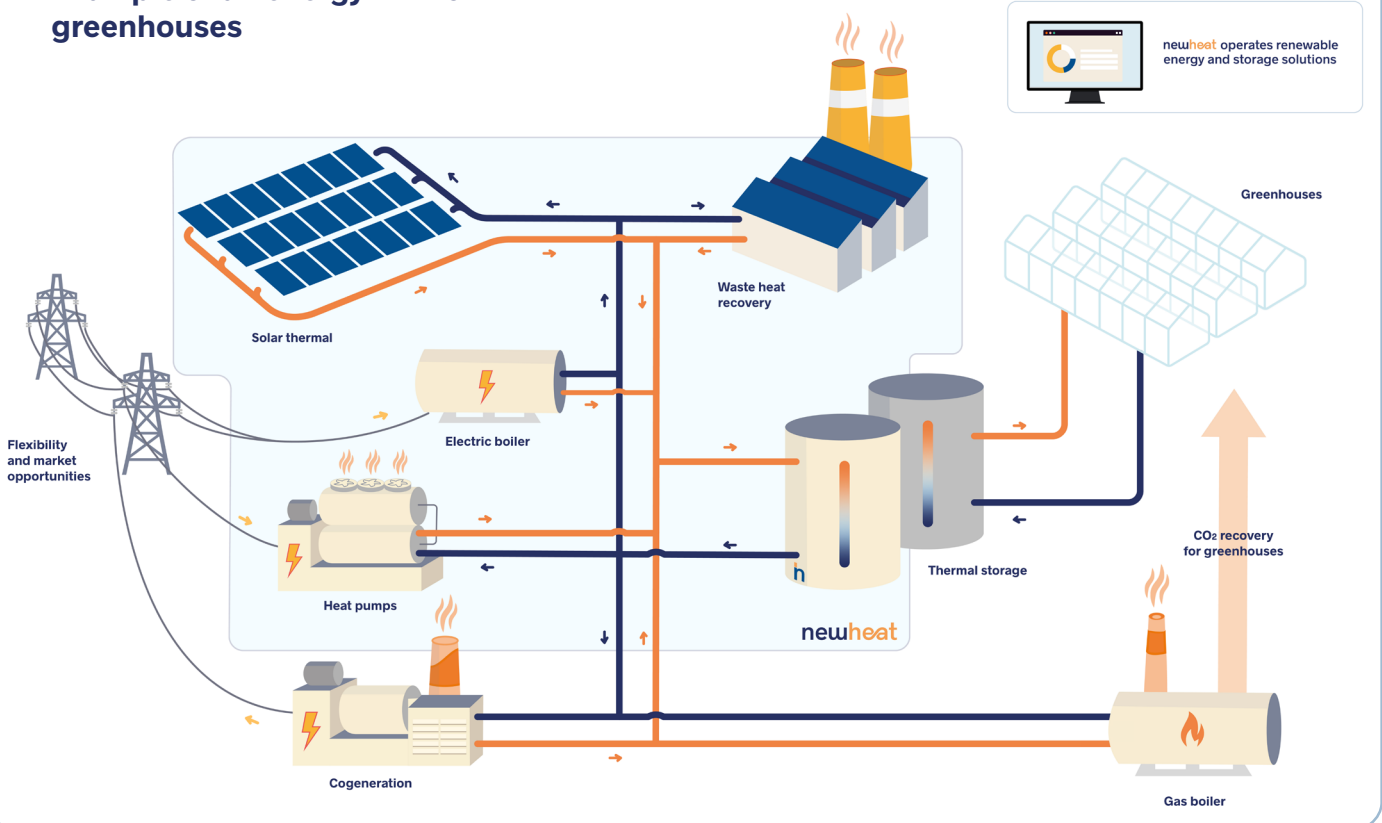 greenhouses
newheat operates renewable
energy and storage solutions
Greenhouses
Waste heat
recovery
Solar thermal
Electric boiler
Flexibility
and market
opportunities
CO₂ recovery
for greenhouses
Thermal storage
Heat pumps
h
newheat
Cogeneration
Gas boiler